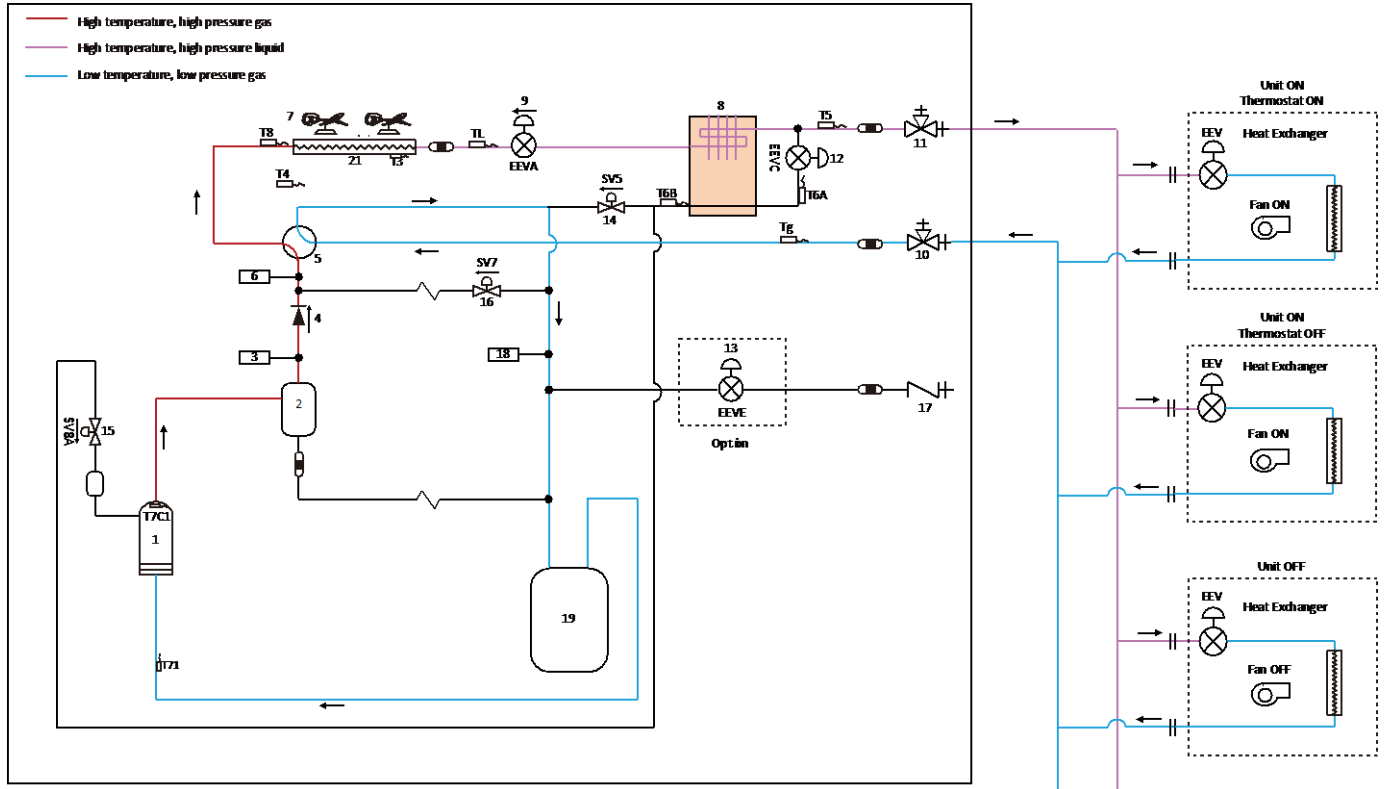 High temperature, high pressure gas
High temperature, high pressure liquid
Low temperature, low pressure gas
7
T8
21
T3
T4
TL
9
EEVA
8
T5
11
EEVC
12
T6A
T6B
SV5
14
5
Tg
10
6
SV7
16
4
3
18
2
13
EEVE
Option
17
SV8A
15
T7C1
1
19
T71
Unit ON
Thermostat ON
EEV
Heat Exchanger
Fan ON
Unit ON
Thermostat OFF
EEV
Heat Exchanger
Fan ON
Unit OFF
EEV
Heat Exchanger
Fan OFF